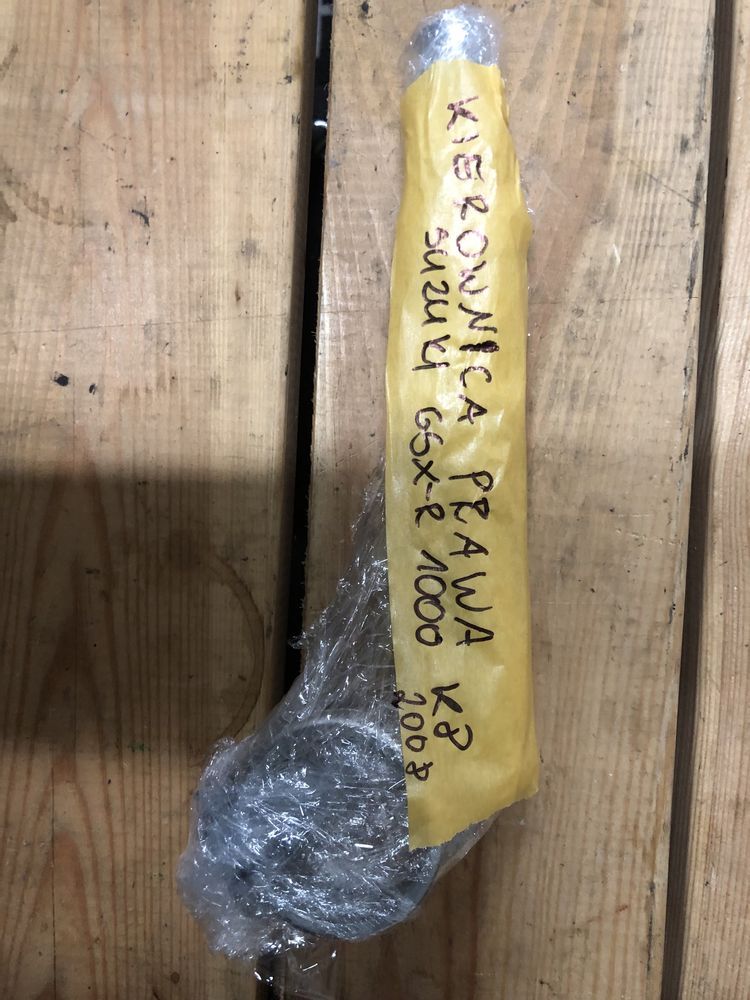 KIEROWNICA PRAWA K8
SUZUKI GSX-R 1000 2008